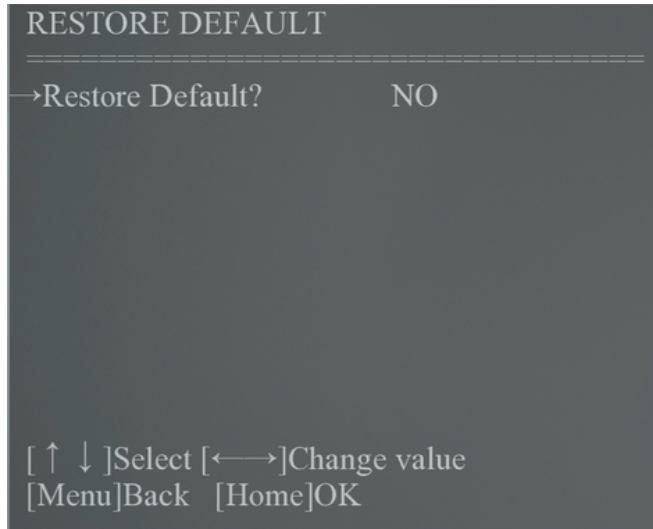 RESTORE DEFAULT
==================================
→Restore Default? NO
[↑↓]Select [←→]Change value
[Menu]Back [Home]OK